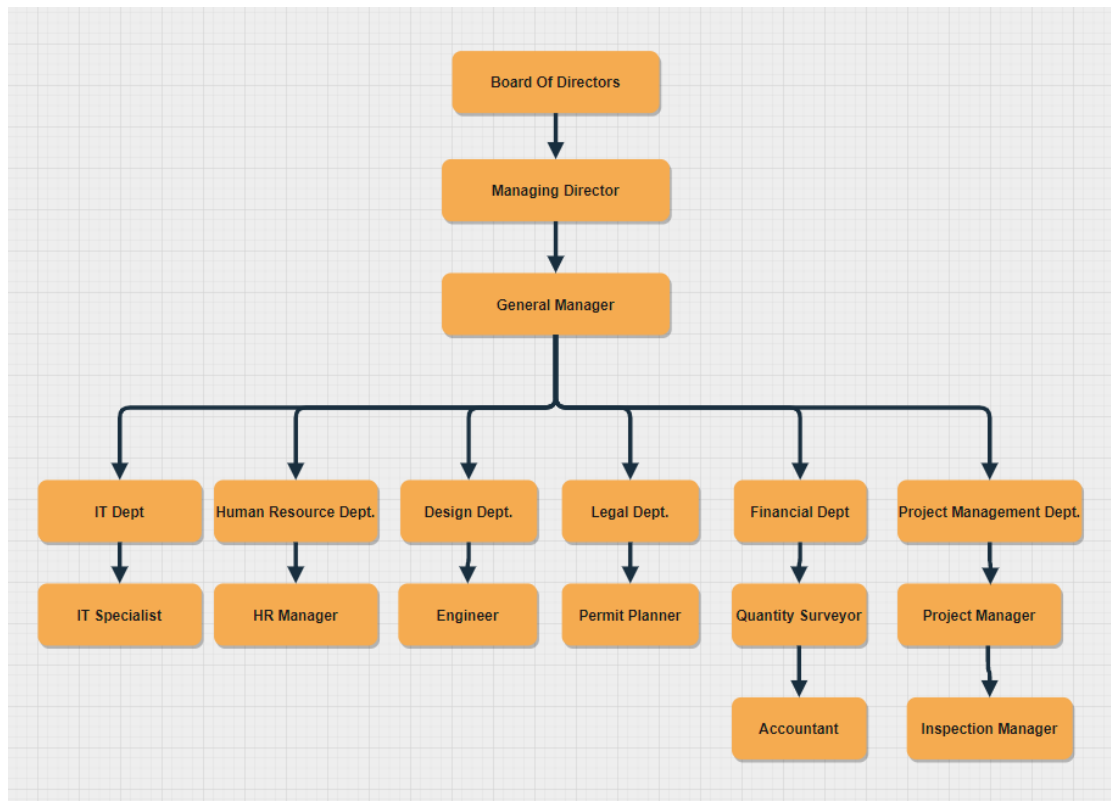 Board Of Directors
Managing Director
General Manager
IT Dept
Human Resource Dept.
Design Dept.
Legal Dept.
Financial Dept
Project Management Dept.
IT Specialist
HR Manager
Engineer
Permit Planner
Quantity Surveyor
Project Manager
Accountant
Inspection Manager